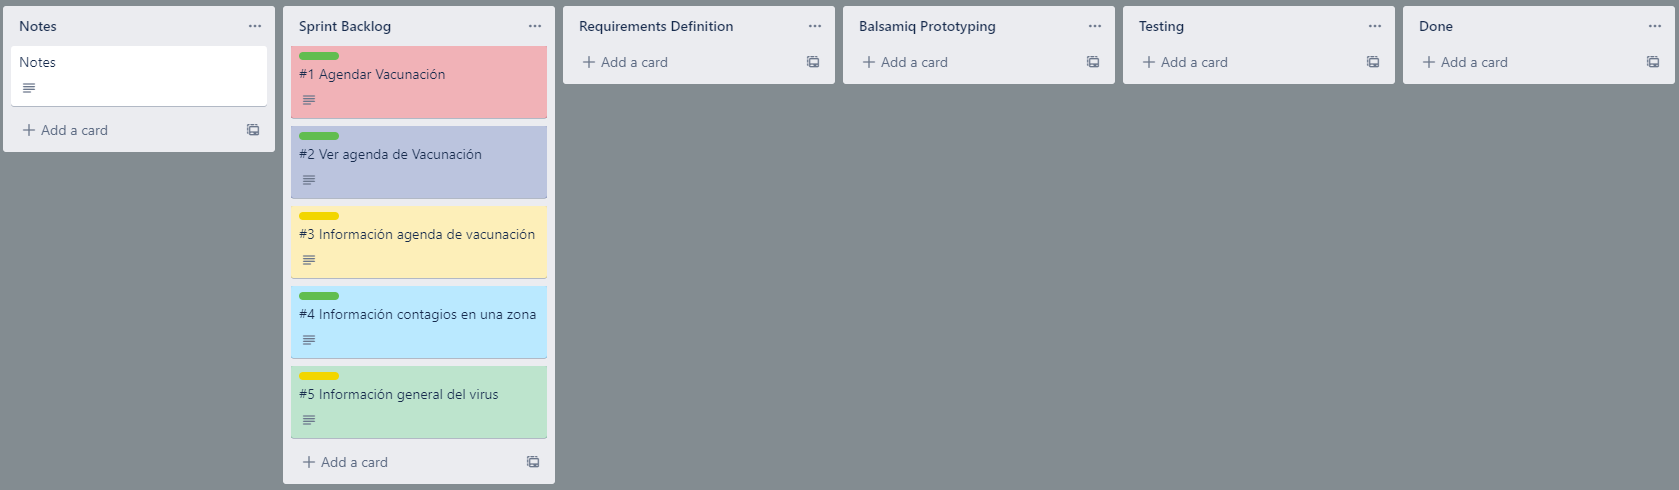 Notes
Notes
Add a card
Sprint Backlog
#1 Agendar Vacunación
#2 Ver agenda de Vacunación
#3 Información agenda de vacunación
#4 Información contagios en una zona
#5 Información general del virus
Add a card
Requirements Definition
Add a card
Balsamiq Prototyping
Add a card
Testing
Add a card
Done
Add a card